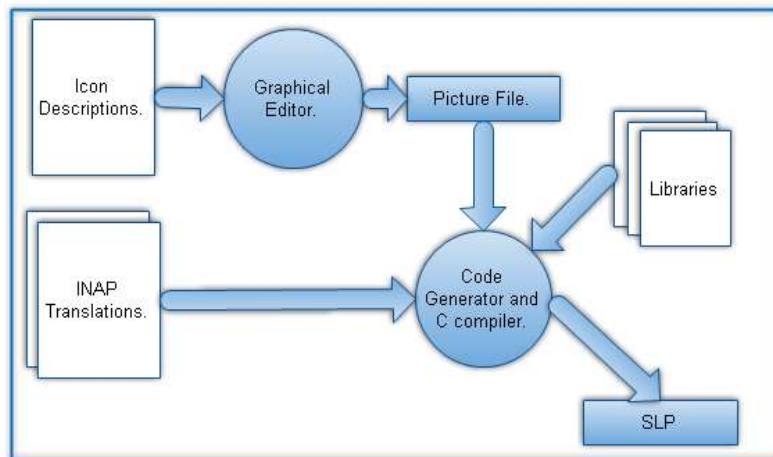 Icon
Descriptions.
Graphical
Editor.
Picture File.
Libraries
INAP
Translations.
Code
Generator and
C compiler.
SLP